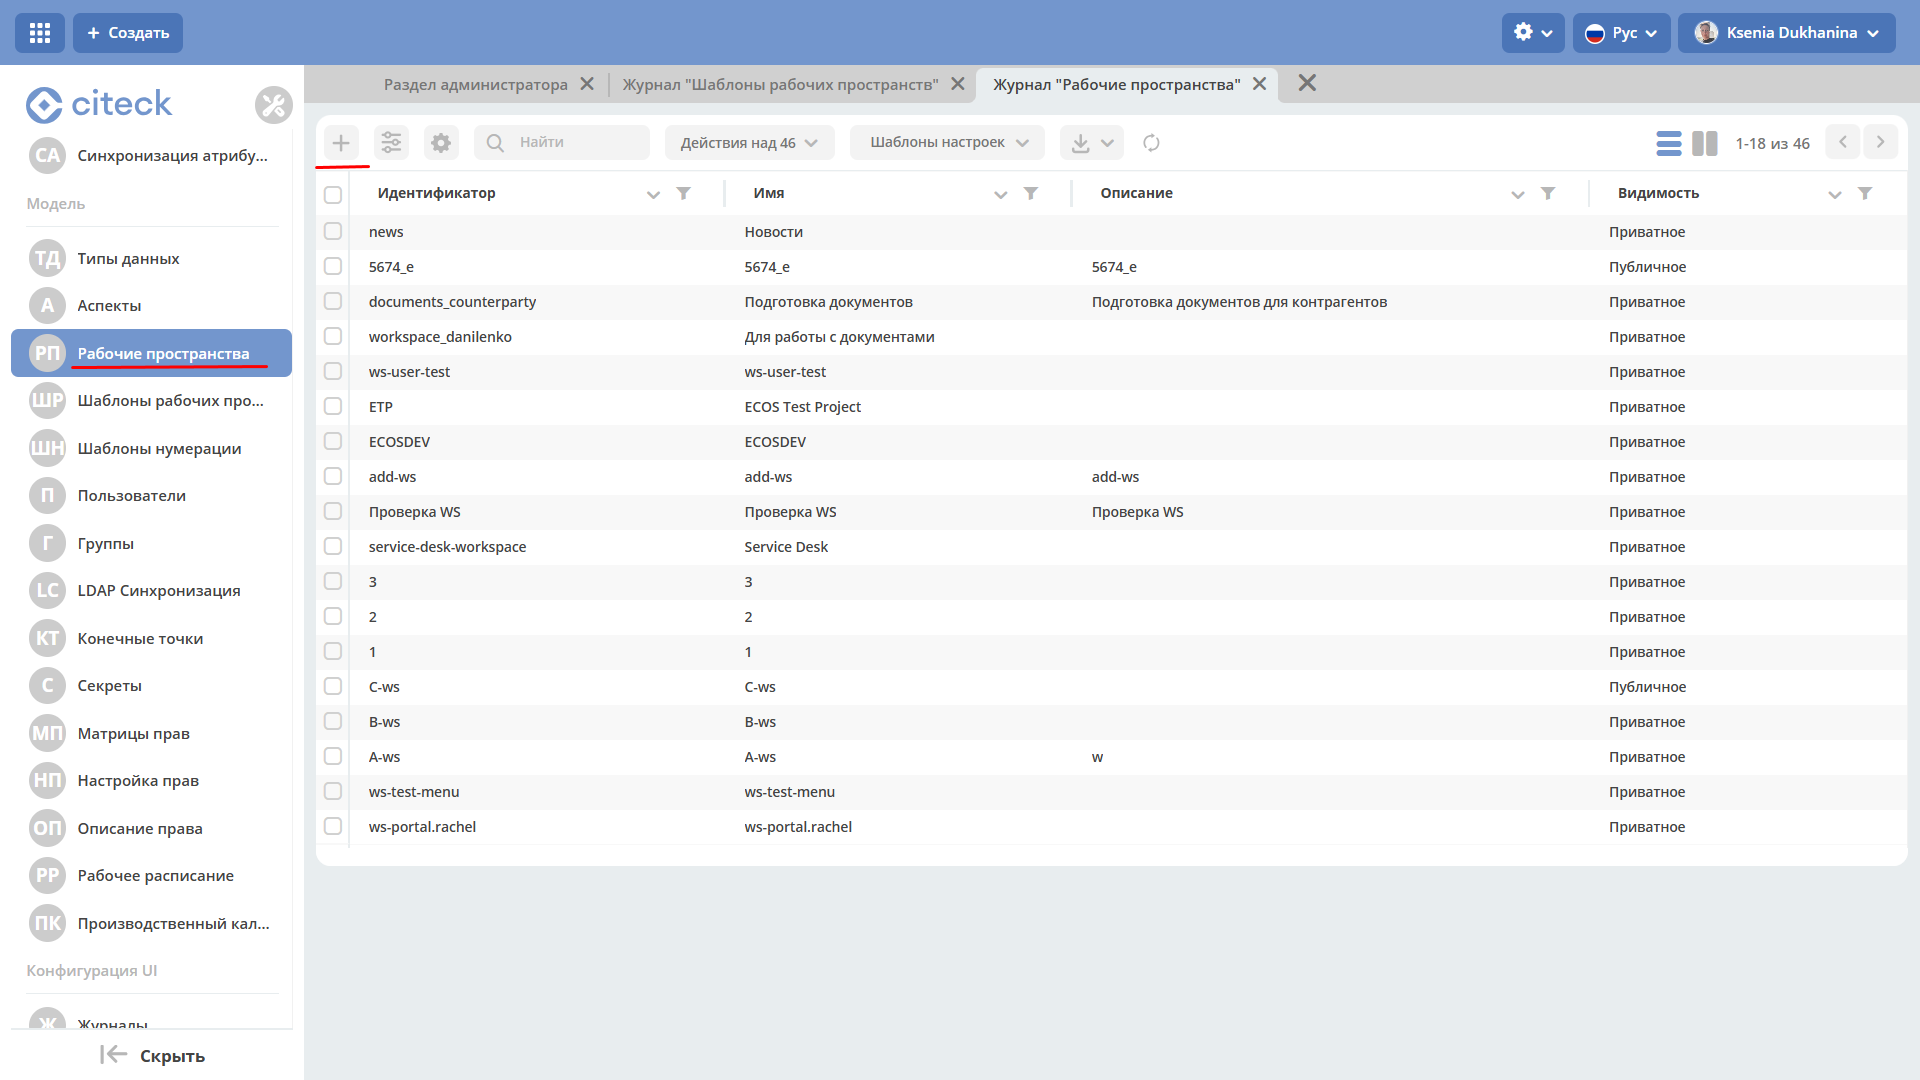 Создать
Рус
Ksenia Dukhanina
citeck
Раздел администратора
Журнал "Шаблоны рабочих пространств"
Журнал "Рабочие пространства"
СА Синхронизация атрибу...
Модель
ТД Типы данных
А Аспекты
РП Рабочие пространства
ШР Шаблоны рабочих про...
ШН Шаблоны нумерации
П Пользователи
Г Группы
LC LDAP Синхронизация
КТ Конечные точки
С Секреты
МП Матрицы прав
НП Настройка прав
ОП Описание права
РР Рабочее расписание
ПК Производственный кал...
Конфигурация UI
Ж Журналы
Скрыть
Найти
Действия над 46
Шаблоны настроек
1-18 из 46
Идентификатор Имя Описание Видимость
news Новости Приватное
5674_e 5674_e 5674_e Публичное
documents_counterparty Подготовка документов Подготовка документов для контрагентов Приватное
workspace_danilenko Для работы с документами Приватное
ws-user-test ws-user-test Приватное
ETP ECOS Test Project Приватное
ECOSDEV ECOSDEV Приватное
add-ws add-ws add-ws Приватное
Проверка WS Проверка WS Проверка WS Приватное
service-desk-workspace Service Desk Приватное
3 3 Приватное
2 2 Приватное
1 1 Приватное
C-ws C-ws Публичное
B-ws B-ws Приватное
A-ws A-ws w Приватное
ws-test-menu ws-test-menu Приватное
ws-portal.rachel ws-portal.rachel Приватное